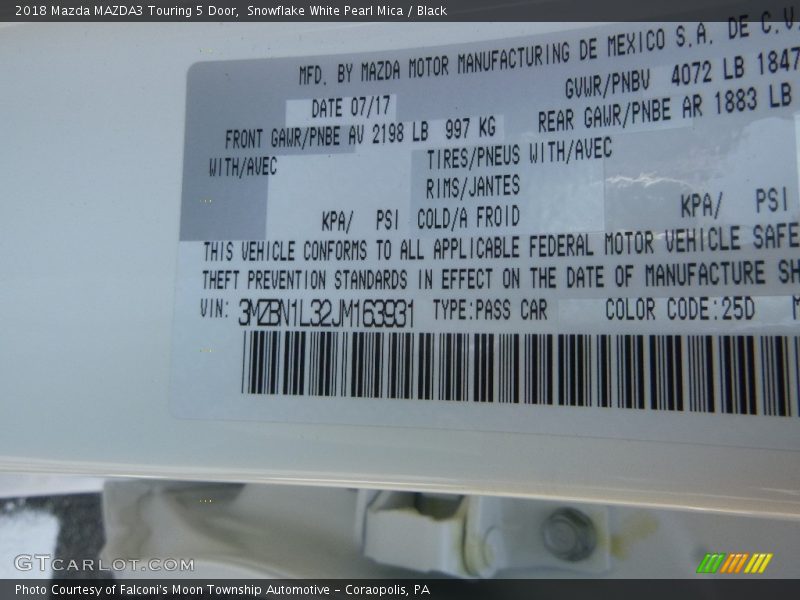 2018 Mazda MAZDA3 Touring 5 Door,  Snowflake White Pearl Mica / Black
MFD. BY MAZDA MOTOR MANUFACTURING DE MEXICO S.A. DE C.V.
DATE 07/17 GVWR/PNBV 4072 LB 1847
FRONT GAWR/PNBE AV 2198 LB 997 KG REAR GAWR/PNBE AR 1883 LB
WITH/AVEC TIRES/PNEUS WITH/AVEC
RIMS/JANTES
KPA/ PSI COLD/A FROID KPA/ PSI
THIS VEHICLE CONFORMS TO ALL APPLICABLE FEDERAL MOTOR VEHICLE SAFE
THEFT PREVENTION STANDARDS IN EFFECT ON THE DATE OF MANUFACTURE SH
VIN: 3MZBN1L32JM163931 TYPE:PASS CAR COLOR CODE:25D M
GTCARLOT.COM
Photo Courtesy of Falconi's Moon Township Automotive – Coraopolis, PA